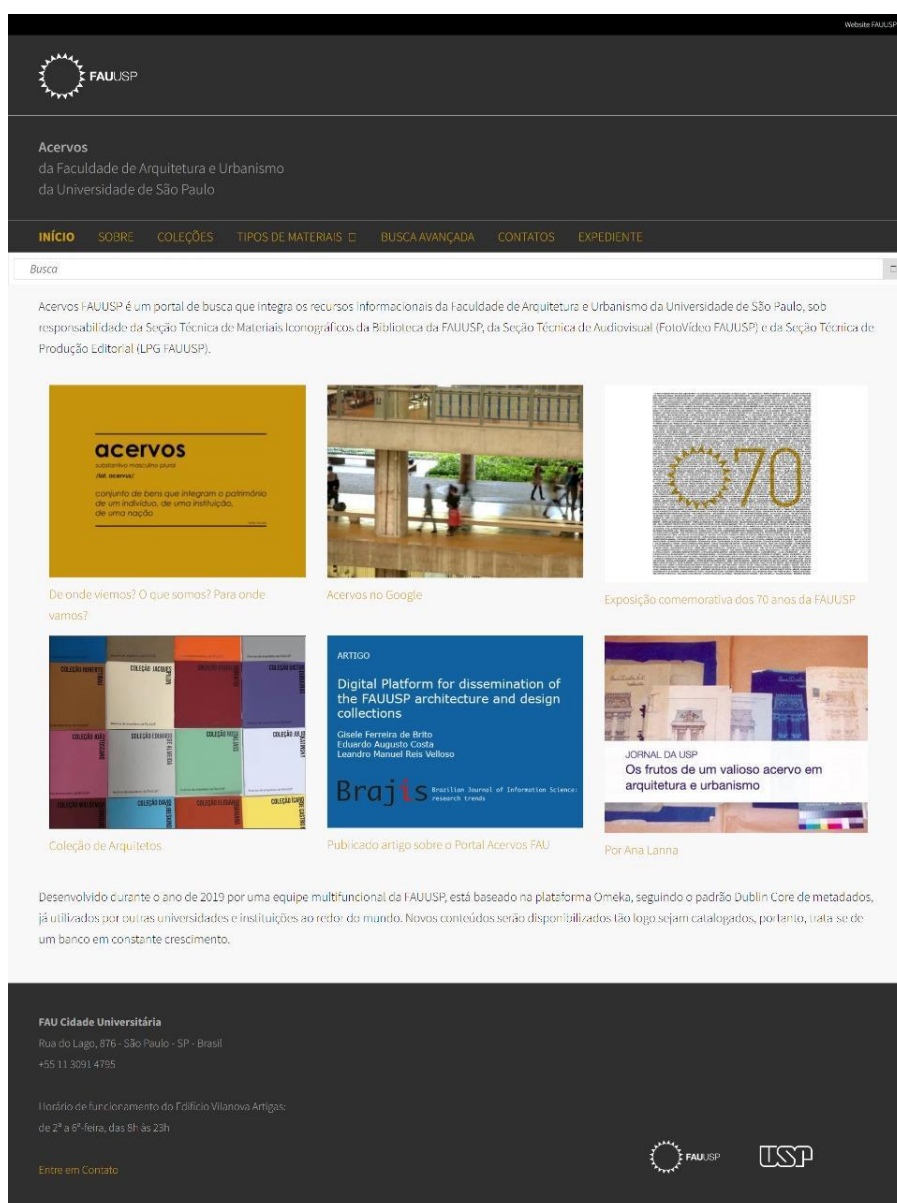 Website FAUUSP
FAUUSP
Acervos
da Faculdade de Arquitetura e Urbanismo
da Universidade de São Paulo
INÍCIO SOBRE COLEÇÕES TIPOS DE MATERIAIS BUSCA AVANÇADA CONTATOS EXPEDIENTE
Busca
Acervos FAUUSP é um portal de busca que integra os recursos informacionais da Faculdade de Arquitetura e Urbanismo da Universidade de São Paulo, sob
responsabilidade da Seção Técnica de Materiais Iconográficos da Biblioteca da FAUUSP, da Seção Técnica de Audiovisual (FotoVídeo FAUUSP) e da Seção Técnica de
Produção Editorial (LPG FAUUSP).
acervos
substantivo masculino plural
/lat. acervus/
conjunto de bens que integram o patrimônio
de um indivíduo, de uma instituição,
de uma nação
70
De onde viemos? O que somos? Para onde
vamos?
Acervos no Google
Exposição comemorativa dos 70 anos da FAUUSP
COLEÇÃO JACQUES
COLEÇÃO EDUARDO DE ALMEIDA
ARTIGO
Digital Platform for dissemination of
the FAUUSP architecture and design
collections
Gisele Ferreira de Brito
Eduardo Augusto Costa
Leandro Manuel Reis Velloso
Brajis Brazilian Journal of Information Science:
research trends
JORNAL DA USP
Os frutos de um valioso acervo em
arquitetura e urbanismo
Coleção de Arquitetos
Publicado artigo sobre o Portal Acervos FAU
Por Ana Lanna
Desenvolvido durante o ano de 2019 por uma equipe multifuncional da FAUUSP, está baseado na plataforma Omeka, seguindo o padrão Dublin Core de metadados,
já utilizados por outras universidades e instituições ao redor do mundo. Novos conteúdos serão disponibilizados tão logo sejam catalogados, portanto, trata-se de
um banco em constante crescimento.
FAU Cidade Universitária
Rua do Lago, 876 - São Paulo - SP - Brasil
+55 11 3091 4795
Horário de funcionamento do Edifício Vilanova Artigas:
de 2ª a 6ª-feira, das 8h às 23h
Entre em Contato
FAUUSP
USP